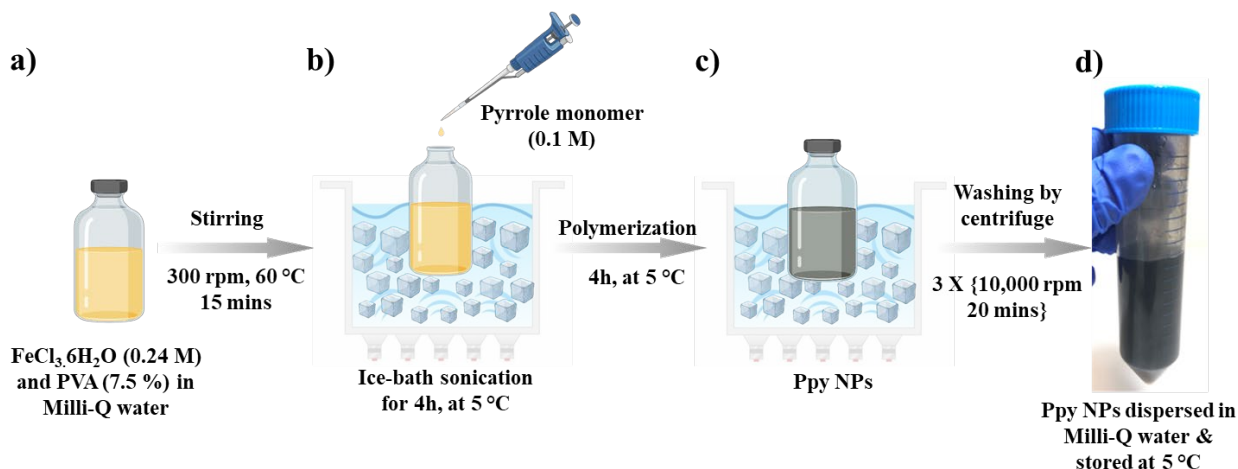 a)
FeCl3.6H2O (0.24 M)
and PVA (7.5 %) in
Milli-Q water
Stirring
300 rpm, 60 °C
15 mins
b)
Pyrrole monomer
(0.1 M)
Ice-bath sonication
for 4h, at 5 °C
Polymerization
4h, at 5 °C
c)
Ppy NPs
Washing by
centrifuge
3 X {10,000 rpm
20 mins}
d)
Ppy NPs dispersed in
Milli-Q water &
stored at 5 °C